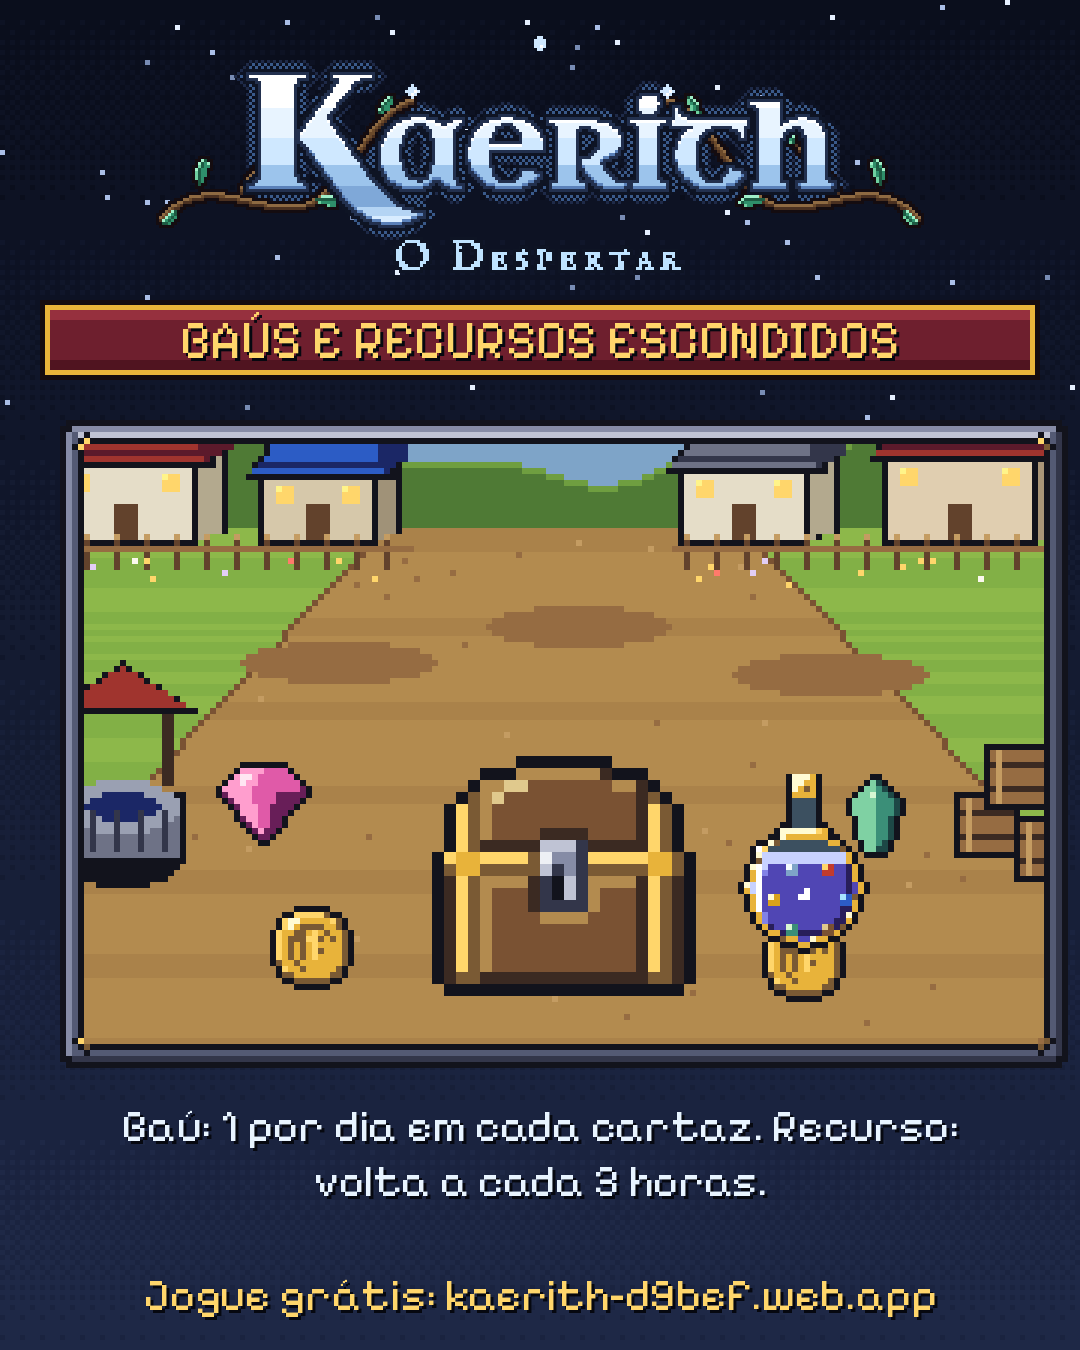 Kaerith
O Despertar
BAÚS E RECURSOS ESCONDIDOS
Baú: 1 por dia em cada cartaz. Recurso:
volta a cada 3 horas.
Jogue grátis: kaerith-d9bef.web.app